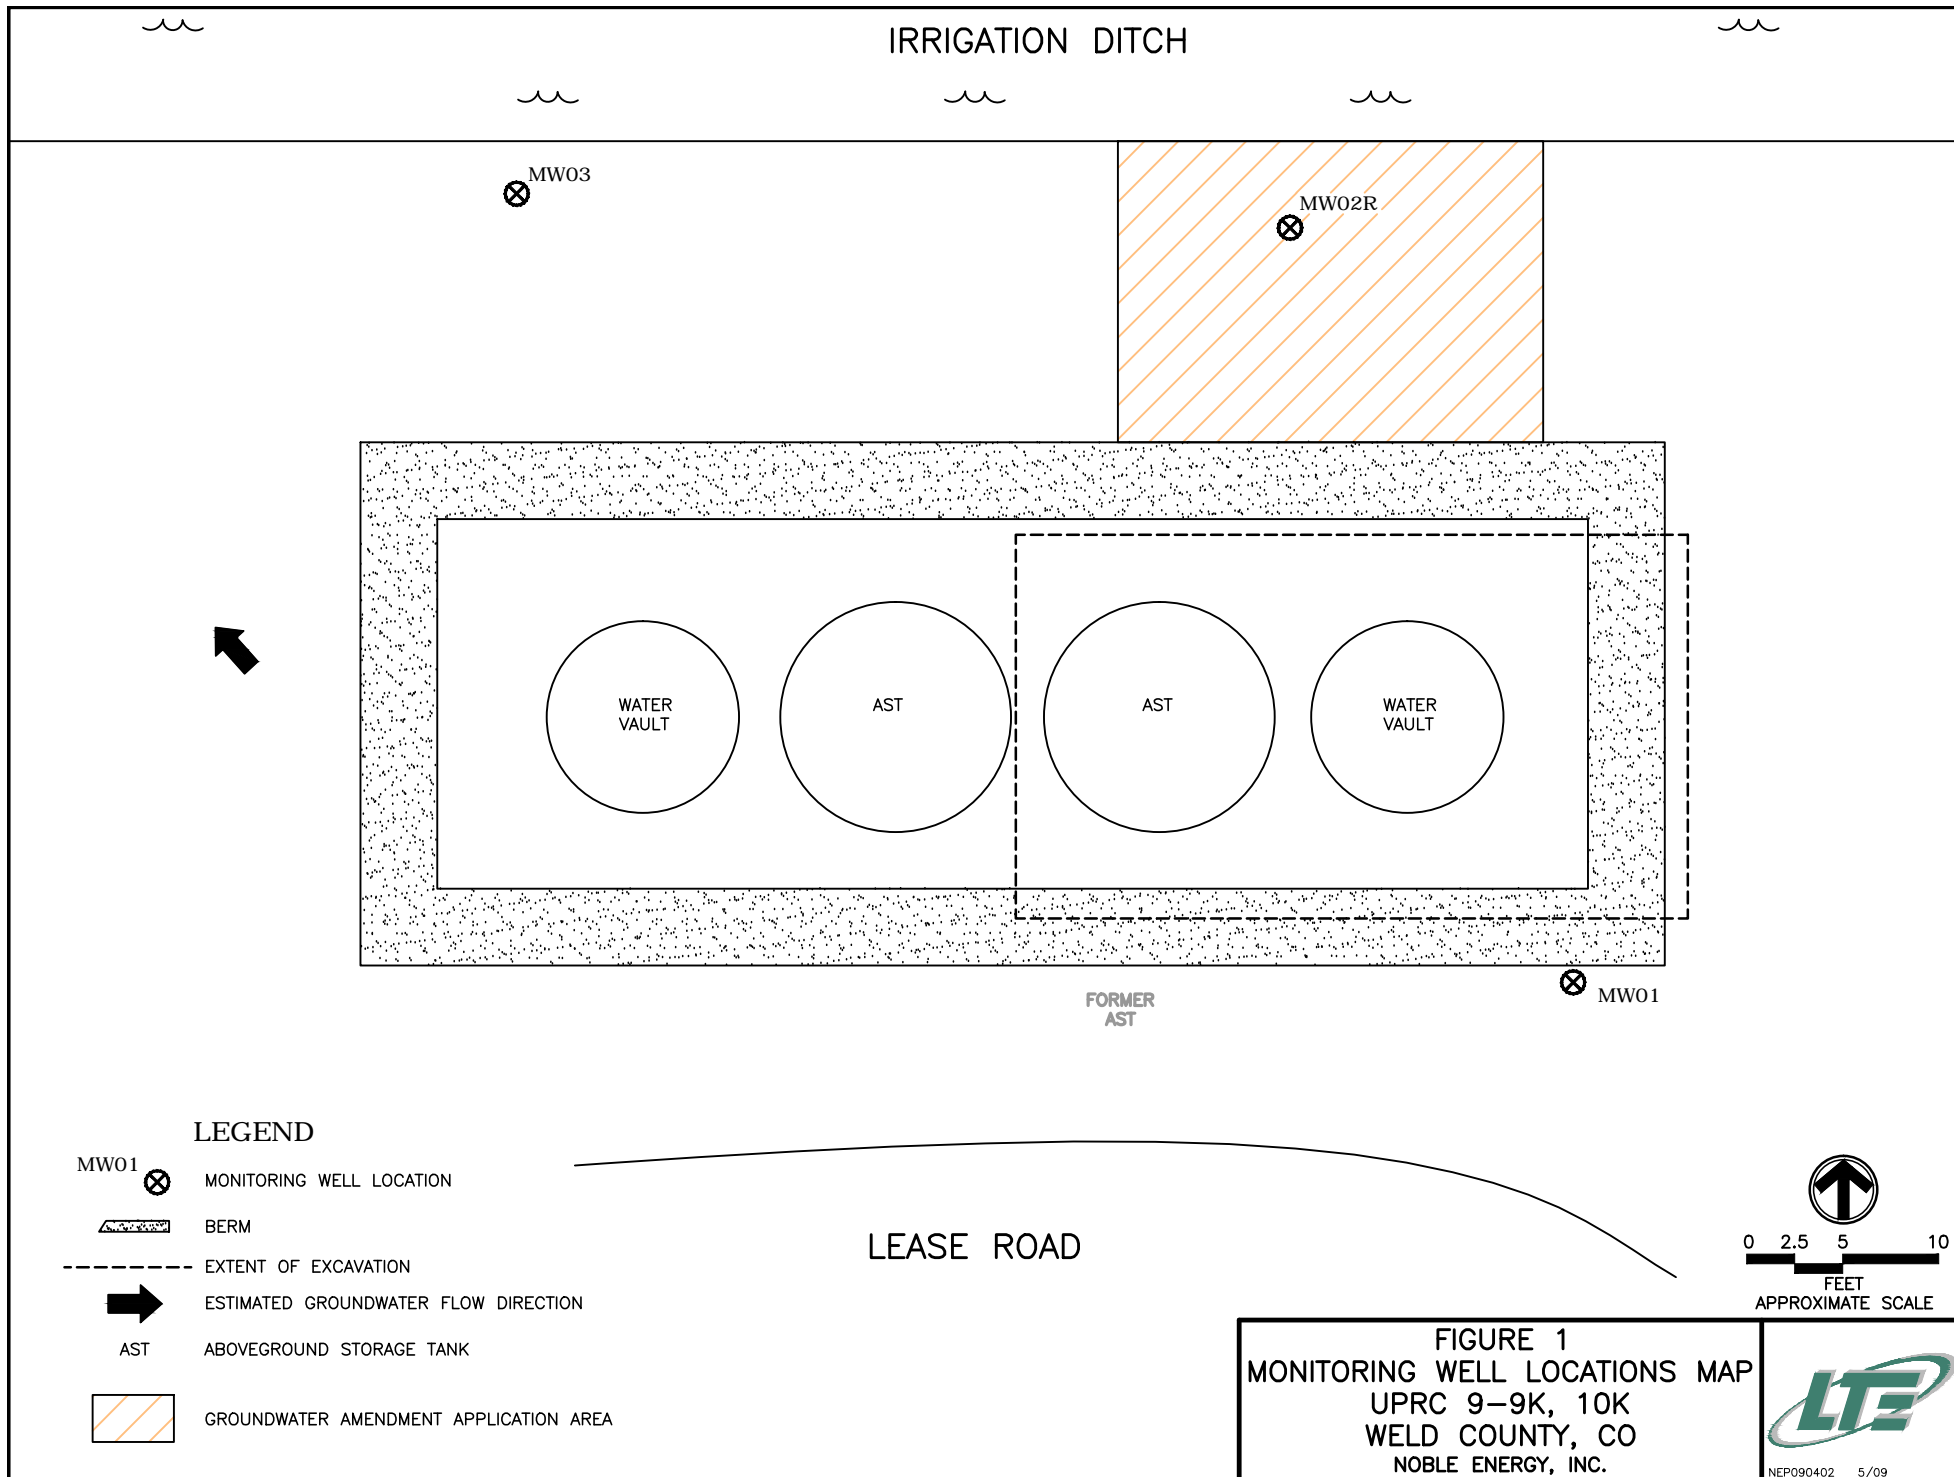 IRRIGATION DITCH
MW03
MW02R
WATER
VAULT
AST
AST
WATER
VAULT
FORMER
AST
MW01
LEGEND
MW01
MONITORING WELL LOCATION
BERM
EXTENT OF EXCAVATION
ESTIMATED GROUNDWATER FLOW DIRECTION
AST ABOVEGROUND STORAGE TANK
GROUNDWATER AMENDMENT APPLICATION AREA
LEASE ROAD
0 2.5 5 10
FEET
APPROXIMATE SCALE
FIGURE 1
MONITORING WELL LOCATIONS MAP
UPRC 9-9K, 10K
WELD COUNTY, CO
NOBLE ENERGY, INC.
LTE
NEP090402 5/09